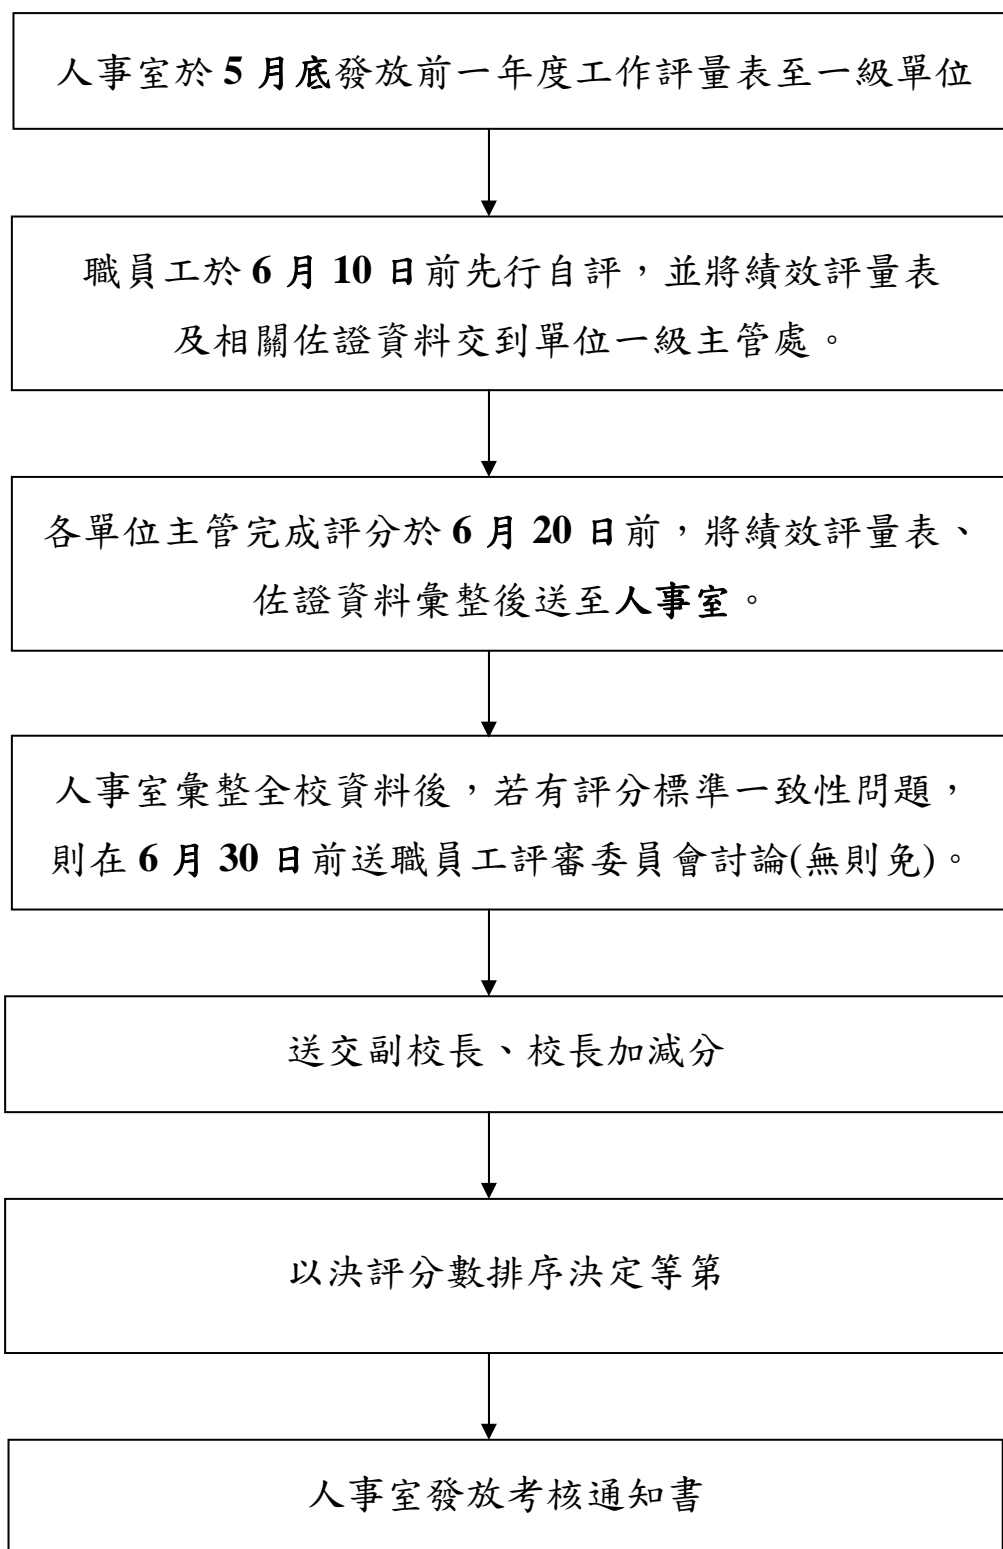 人事室於 5 月底發放前一年度工作評量表至一級單位
職員工於 6 月 10 日前先行自評，並將績效評量表
及相關佐證資料交到單位一級主管處。
各單位主管完成評分於 6 月 20 日前，將績效評量表、
佐證資料彙整後送至人事室。
人事室彙整全校資料後，若有評分標準一致性問題，
則在 6 月 30 日前送職員工評審委員會討論(無則免)。
送交副校長、校長加減分
以決評分數排序決定等第
人事室發放考核通知書